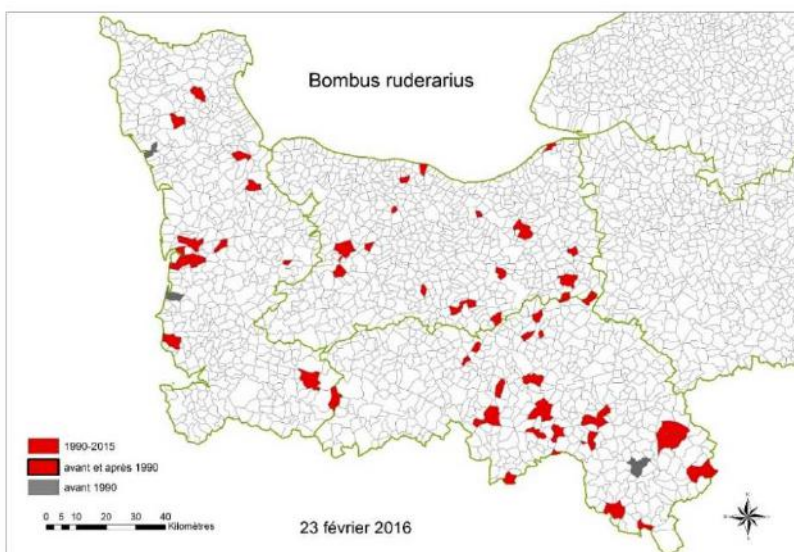 Bombus ruderarius
1990-2015
avant et après 1990
avant 1990
0 5 10 20 30 40
Kilomètres
23 février 2016